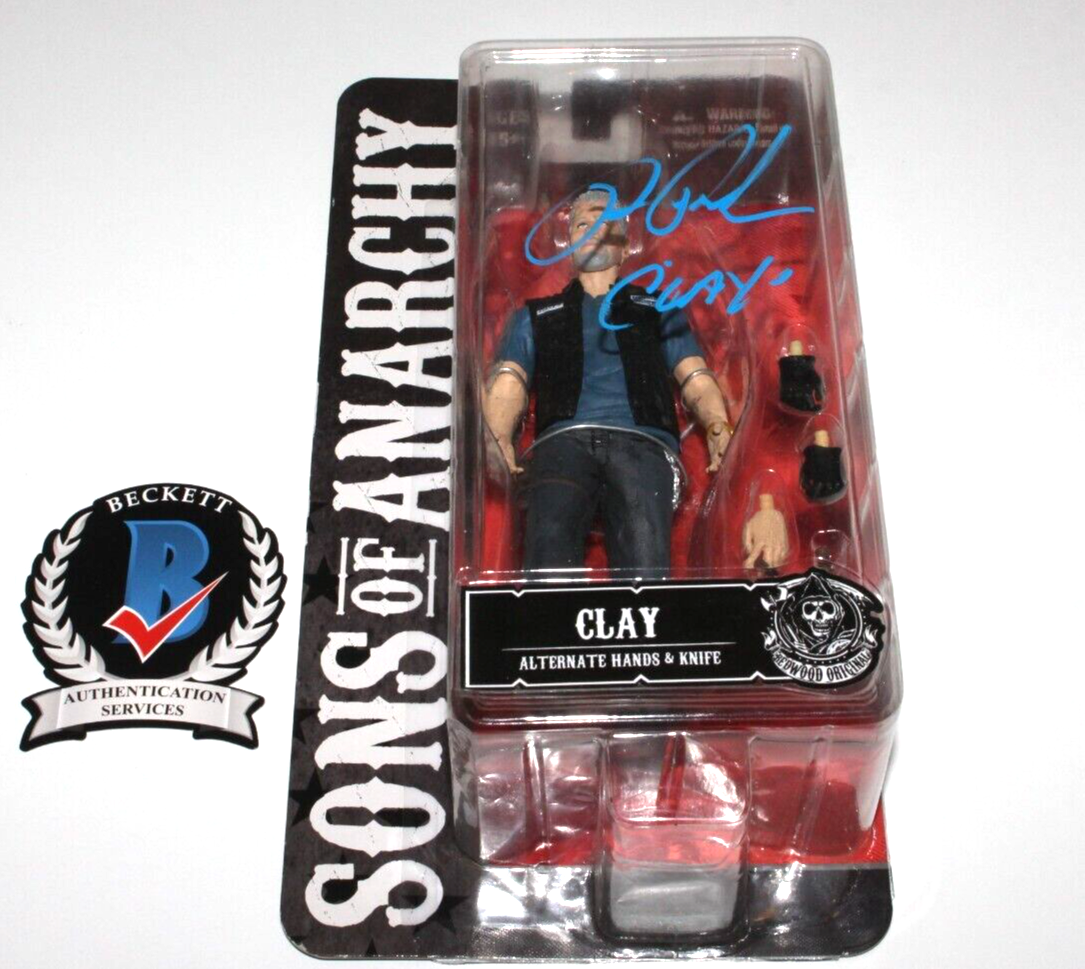 BECKETT
B
AUTHENTICATION
SERVICES
SONS OF ANARCHY
WARNING:
"CLAY"
CLAY
ALTERNATE HANDS & KNIFE
REDWOOD ORIGINAL